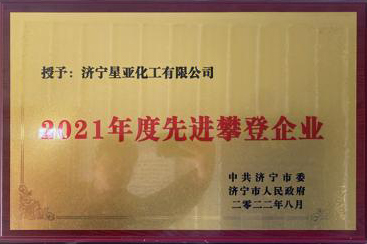 授予：济宁星亚化工有限公司
2021年度先进攀登企业
中共济宁市委
济宁市人民政府
二零二二年八月